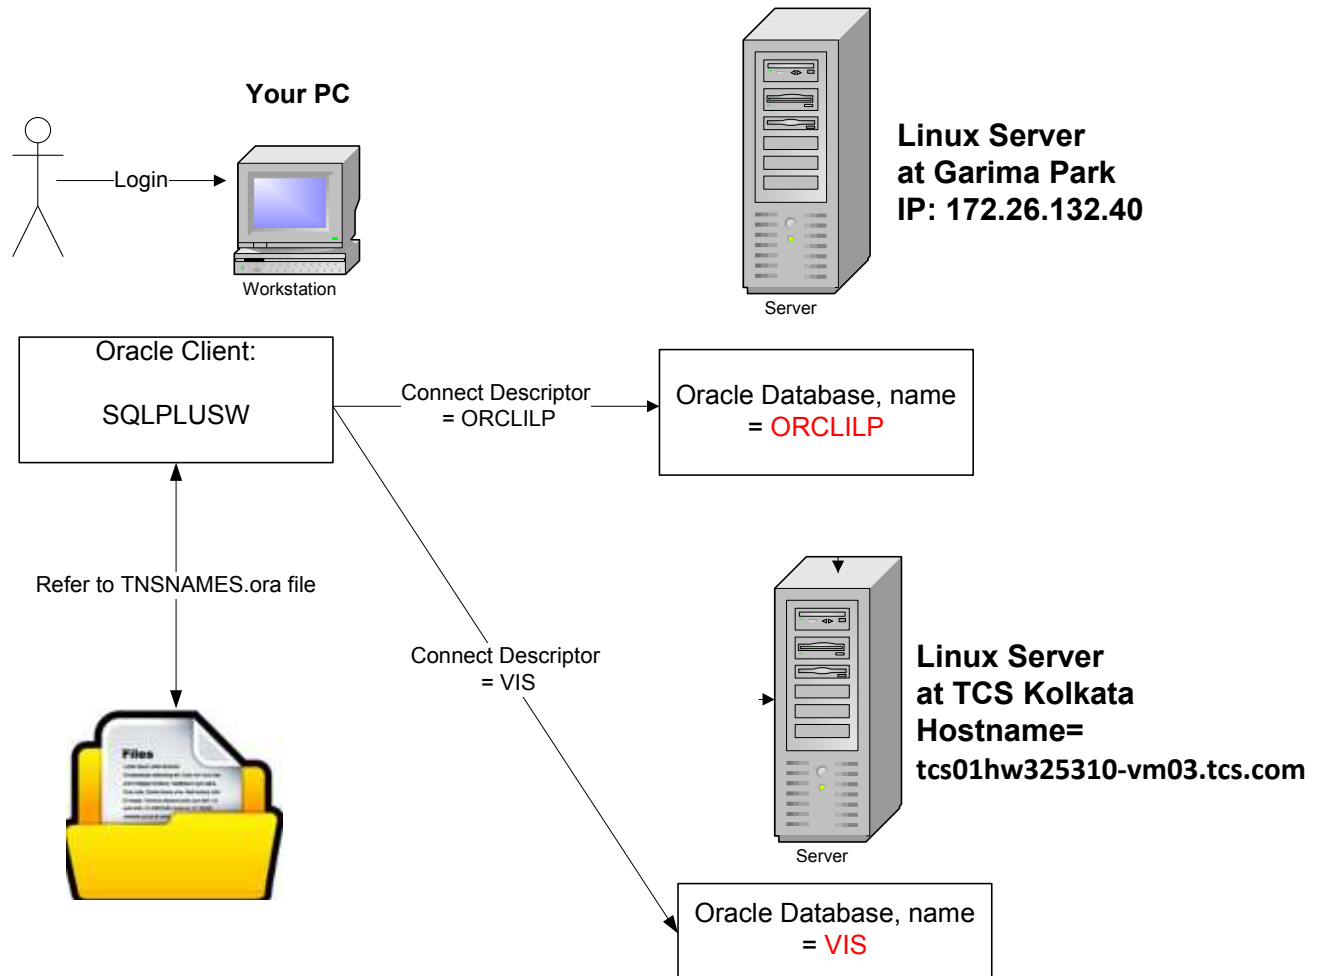 Your PC
Login
Workstation
Linux Server
at Garima Park
IP: 172.26.132.40
Server
Oracle Client:
SQLPLUSW
Connect Descriptor
= ORCLILP
Oracle Database, name
= ORCLILP
Refer to TNSNAMES.ora file
Connect Descriptor
= VIS
Linux Server
at TCS Kolkata
Hostname=
tcs01hw325310-vm03.tcs.com
Server
Files
Oracle Database, name
= VIS